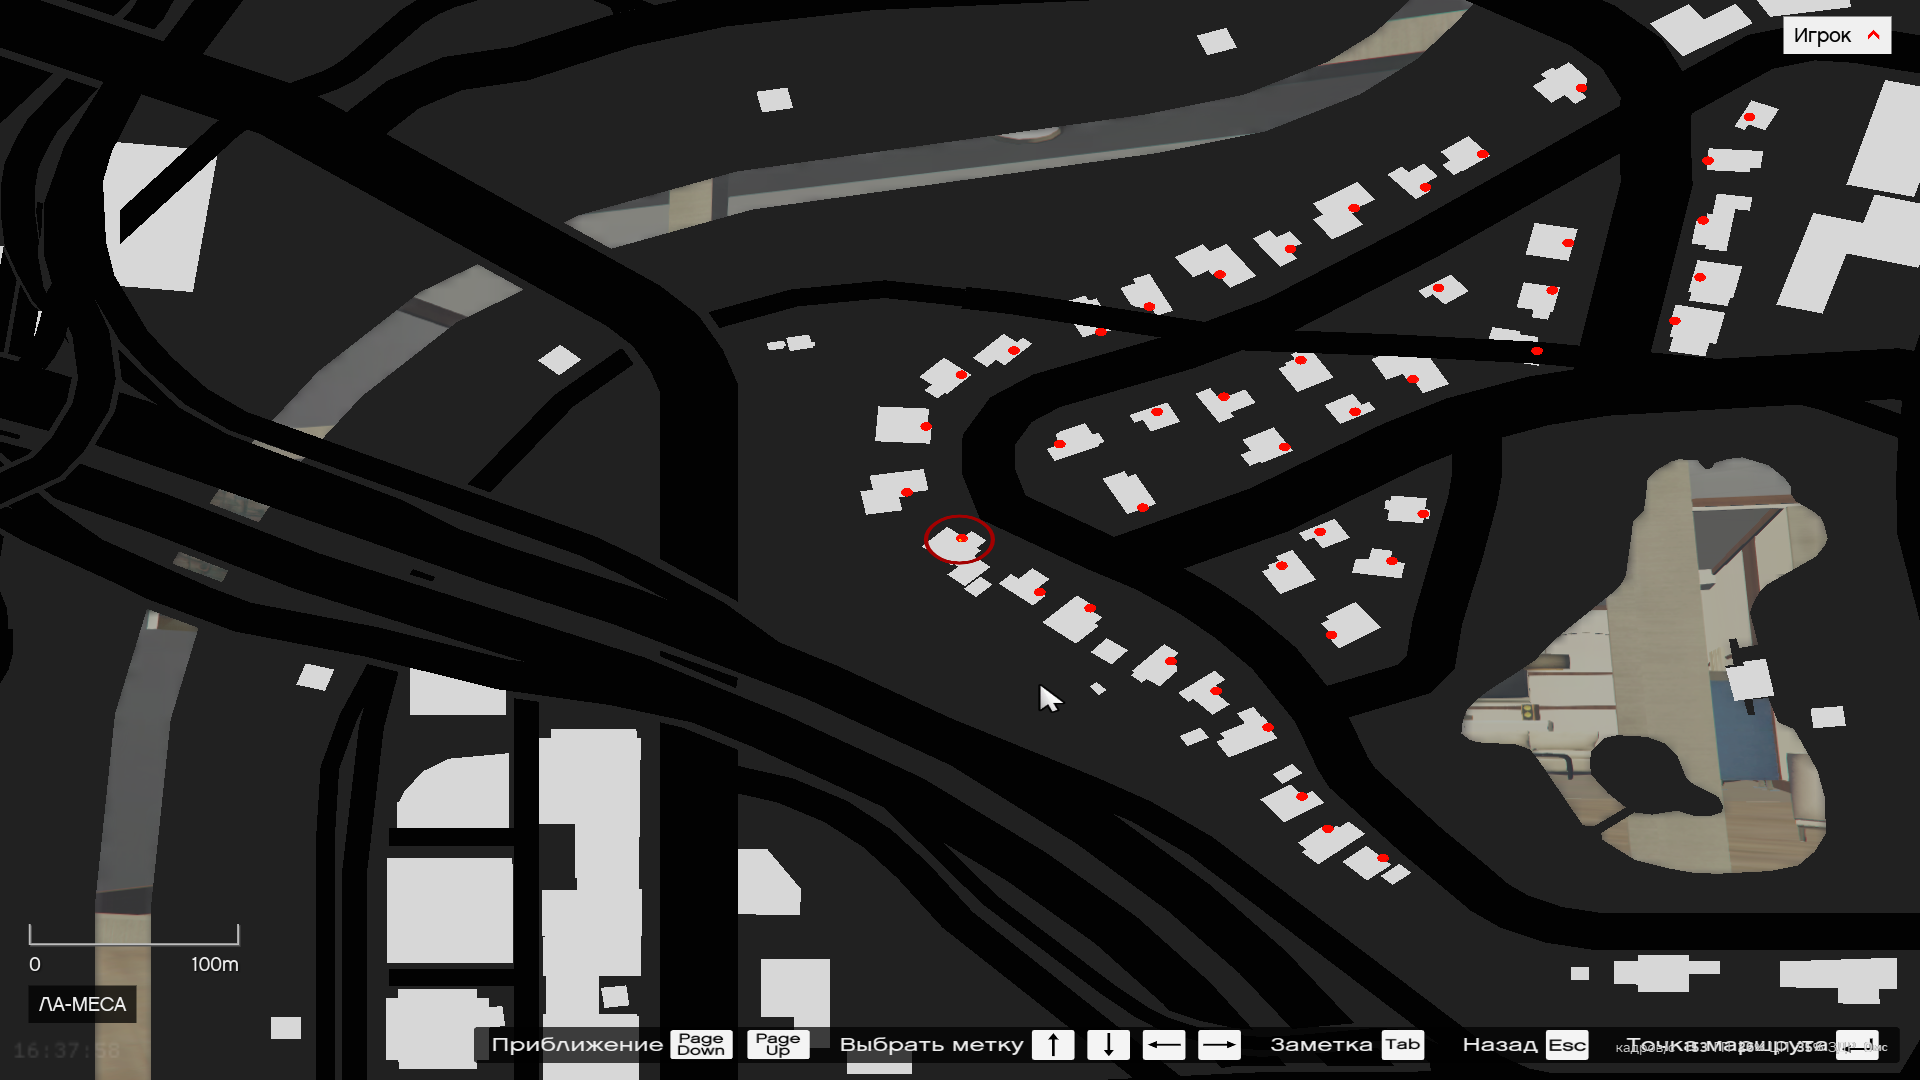 Игрок
0 100m
ЛА-МЕСА
16:37:58
Приближение Page Down Page Up Выбрать метку ↑ ↓ ← → Заметка Tab Назад Esc Точка маршрута